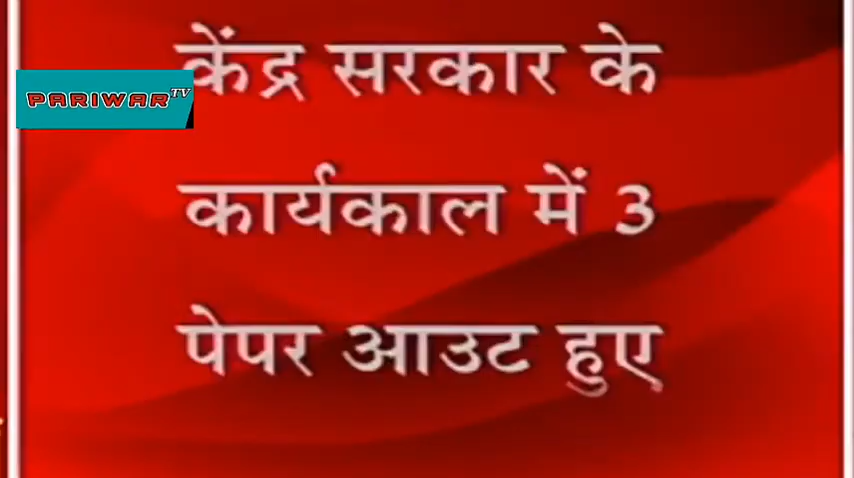 केंद्र सरकार के
PARIWAR TV
कार्यकाल में 3
पेपर आउट हुए